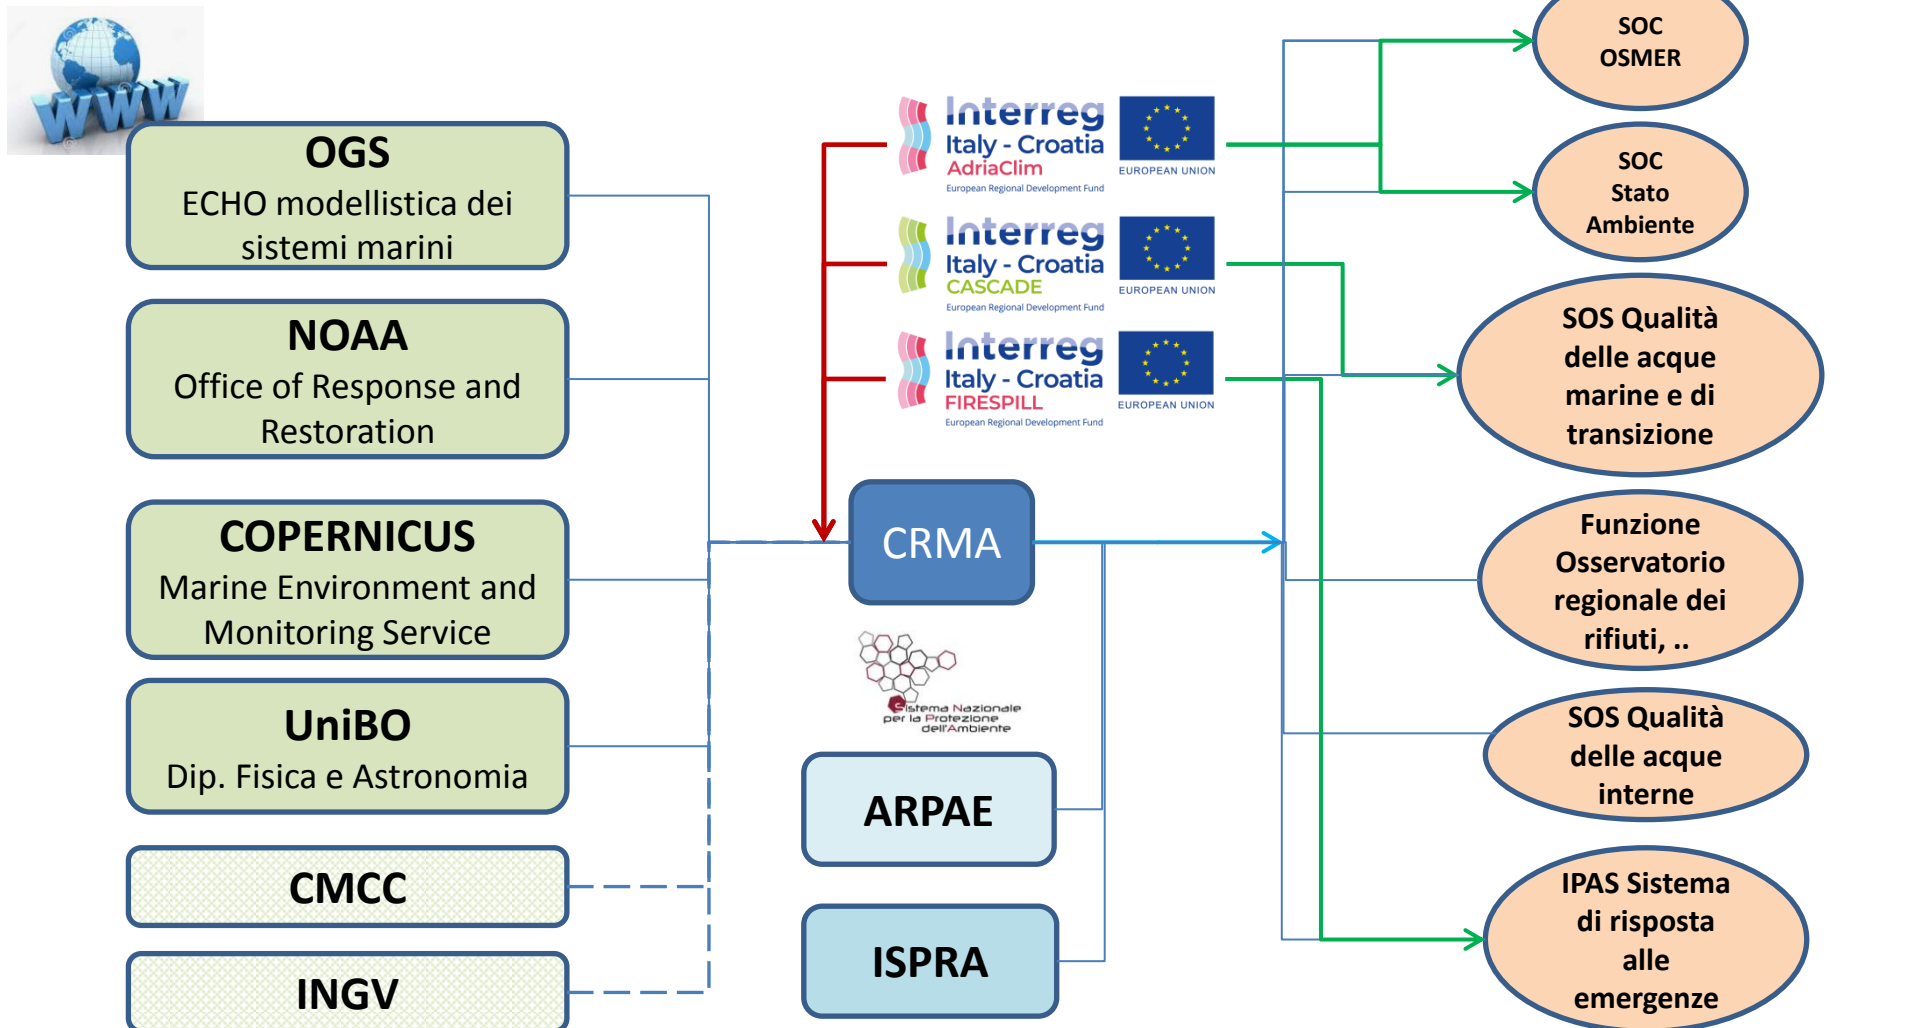 WWW
OGS
ECHO modellistica dei
sistemi marini
NOAA
Office of Response and
Restoration
COPERNICUS
Marine Environment and
Monitoring Service
UniBO
Dip. Fisica e Astronomia
CMCC
INGV
Interreg
Italy - Croatia
AdriaClim
European Regional Development Fund
EUROPEAN UNION
Interreg
Italy - Croatia
CASCADE
European Regional Development Fund
EUROPEAN UNION
Interreg
Italy - Croatia
FIRESPILL
European Regional Development Fund
EUROPEAN UNION
CRMA
Sistema Nazionale
per la Protezione
dell'Ambiente
ARPAE
ISPRA
SOC
OSMER
SOC
Stato
Ambiente
SOS Qualità
delle acque
marine e di
transizione
Funzione
Osservatorio
regionale dei
rifiuti, ..
SOS Qualità
delle acque
interne
IPAS Sistema
di risposta
alle
emergenze